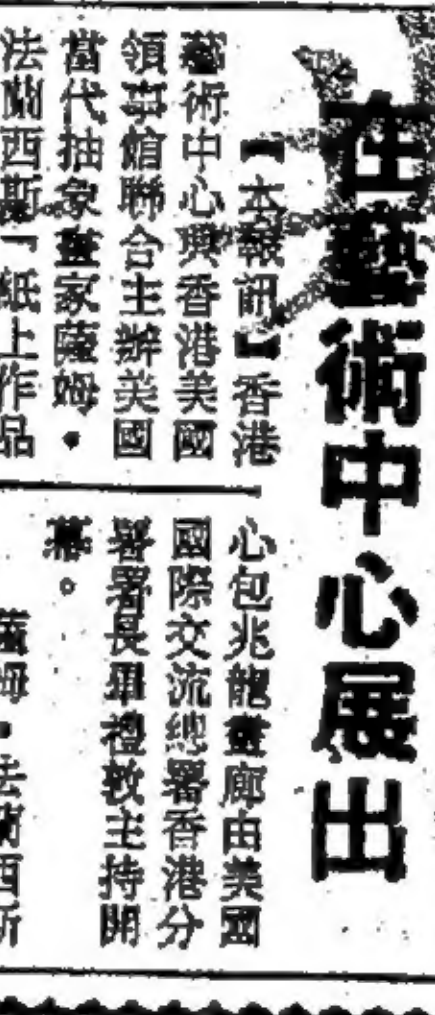 在藝術中心展出
【本報訊】香港
藝術中心與香港美國
領事館聯合主辦美國
當代抽象畫家薩姆·
法蘭西斯「紙上作品
心包兆龍畫廊由美國
國際交流總署香港分
署署長畢禮敦主持開
幕。
薩姆·法蘭西斯